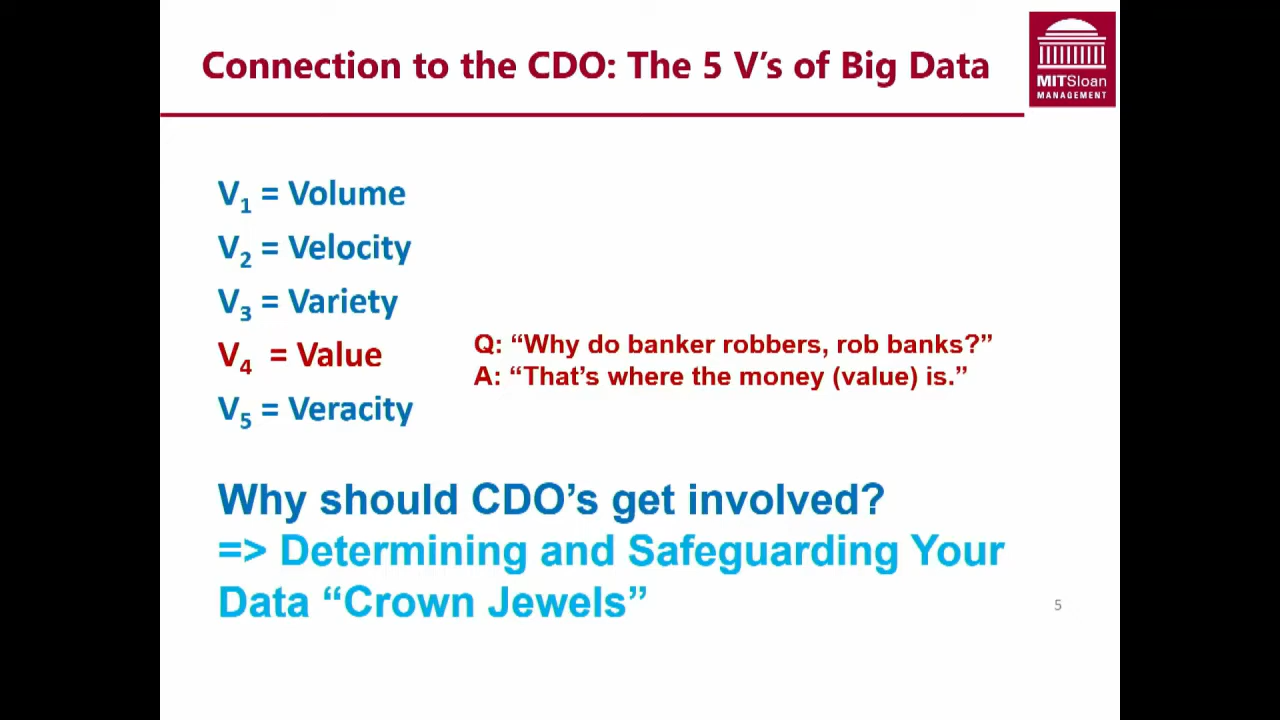 Connection to the CDO: The 5 V’s of Big Data
MITSloan
MANAGEMENT
V1 = Volume
V2 = Velocity
V3 = Variety
V4 = Value
Q: “Why do banker robbers, rob banks?”
A: “That’s where the money (value) is.”
V5 = Veracity
Why should CDO’s get involved?
=> Determining and Safeguarding Your
Data “Crown Jewels”
5